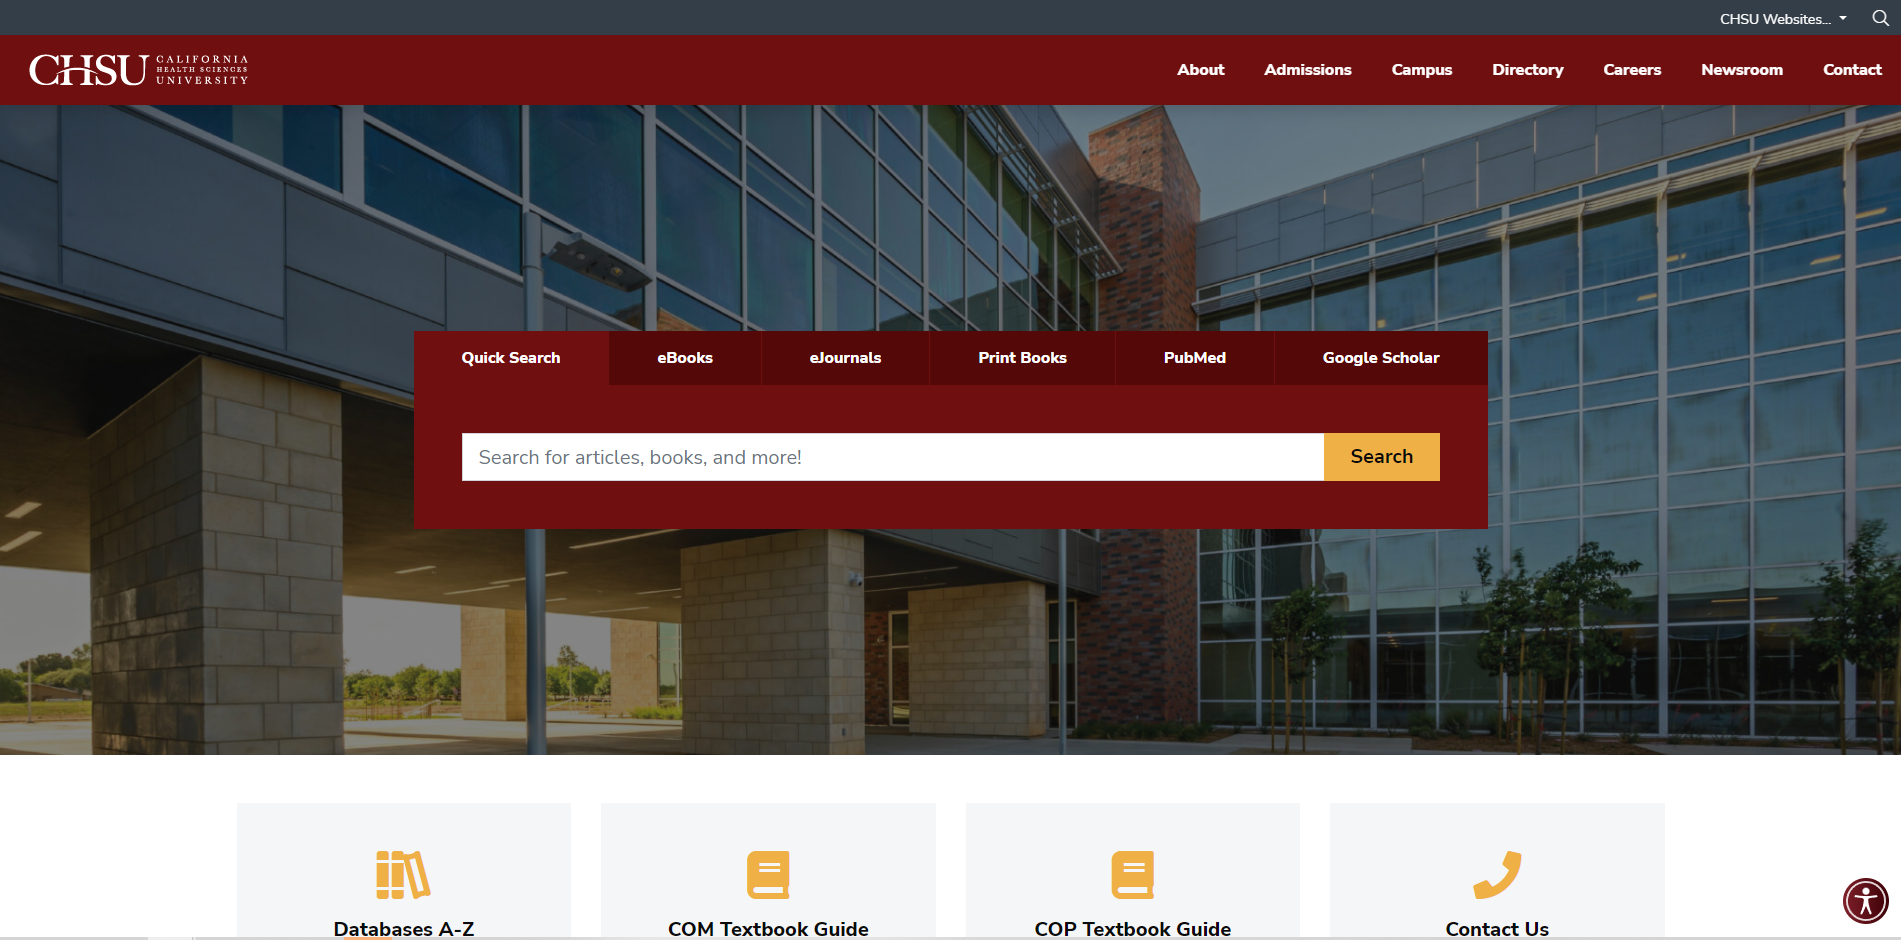 CHSU Websites...
CHSU CALIFORNIA
HEALTH SCIENCES
UNIVERSITY
About Admissions Campus Directory Careers Newsroom Contact
Quick Search eBooks eJournals Print Books PubMed Google Scholar
Search for articles, books, and more! Search
Databases A-Z COM Textbook Guide COP Textbook Guide Contact Us